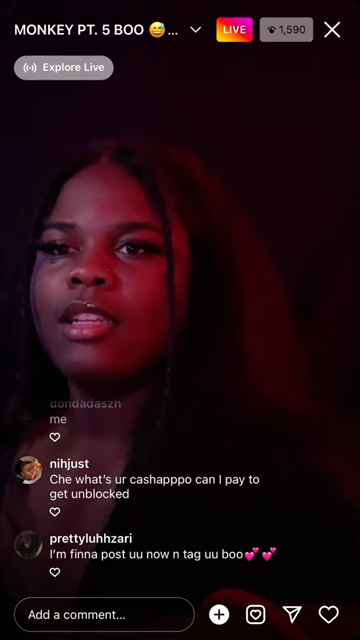 MONKEY PT. 5 BOO 😅...
LIVE
1,590
Explore Live
dondadaszn
me
nihjust
Che what's ur cashapppo can I pay to
get unblocked
prettyluhhzari
I'm finna post uu now n tag uu boo💕 💕
Add a comment...